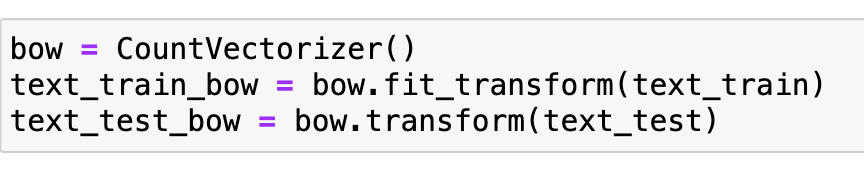 bow = CountVectorizer()
text_train_bow = bow.fit_transform(text_train)
text_test_bow = bow.transform(text_test)